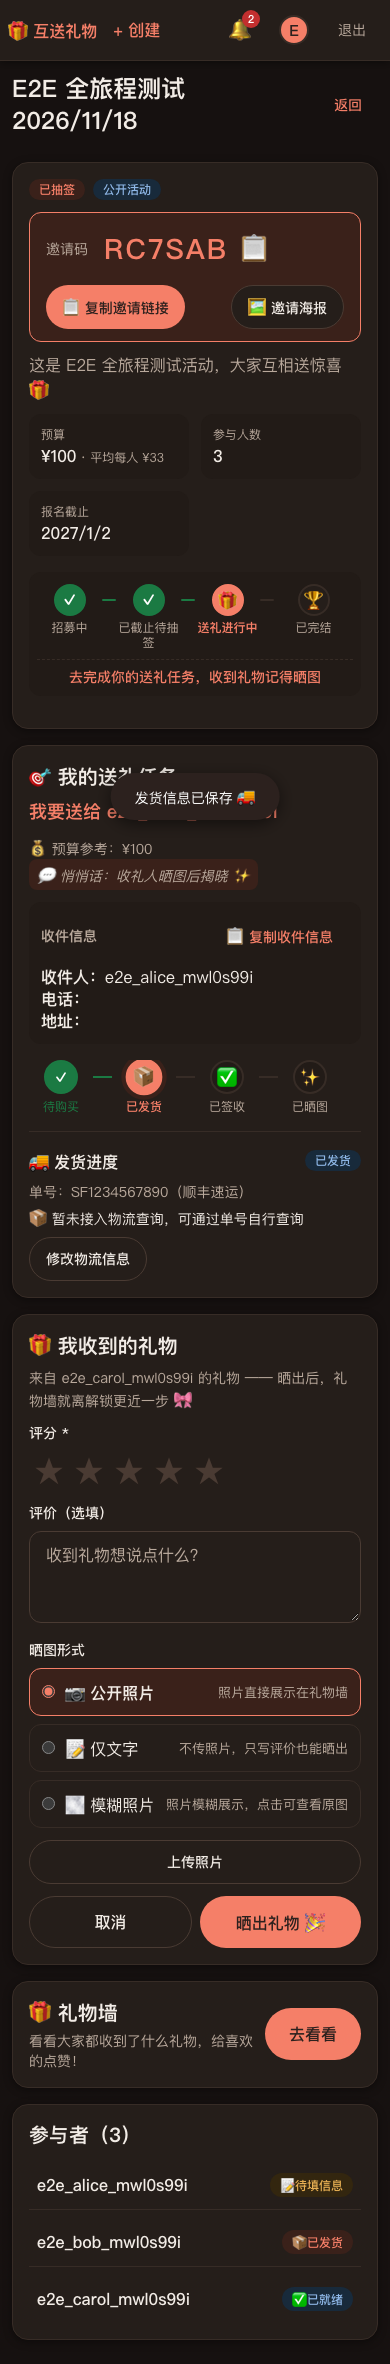 互送礼物 + 创建 2 E 退出
E2E 全旅程测试
2026/11/18
返回
已抽签 公开活动
邀请码 RC7SAB
复制邀请链接 邀请海报
这是 E2E 全旅程测试活动，大家互相送惊喜
预算
¥100 · 平均每人 ¥33
参与人数
3
报名截止
2027/1/2
招募中 已截止待抽签 送礼进行中 已完结
去完成你的送礼任务，收到礼物记得晒图
我的送礼任务
发货信息已保存
我要送给
预算参考：¥100
悄悄话：收礼人晒图后揭晓
收件信息 复制收件信息
收件人：e2e_alice_mwl0s99i
电话：
地址：
待购买 已发货 已签收 已晒图
发货进度 已发货
单号：SF1234567890（顺丰速运）
暂未接入物流查询，可通过单号自行查询
修改物流信息
我收到的礼物
来自 e2e_carol_mwl0s99i 的礼物 —— 晒出后，礼
物墙就离解锁更近一步
评分 *
评价（选填）
收到礼物想说点什么？
晒图形式
公开照片 照片直接展示在礼物墙
仅文字 不传照片，只写评价也能晒出
模糊照片 照片模糊展示，点击可查看原图
上传照片
取消 晒出礼物
礼物墙
看看大家都收到了什么礼物，给喜欢
的点赞！
去看看
参与者（3）
e2e_alice_mwl0s99i 待填信息
e2e_bob_mwl0s99i 已发货
e2e_carol_mwl0s99i 已就绪